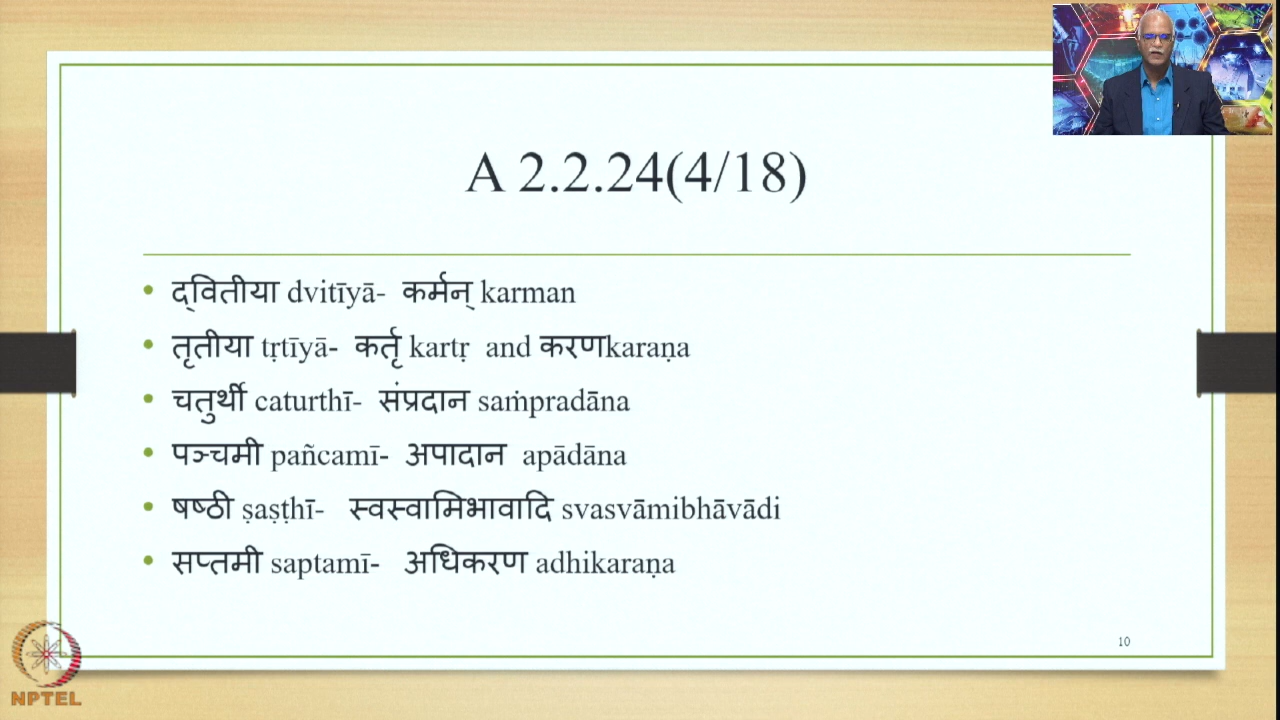 A 2.2.24(4/18)
• द्वितीया dvitīyā- कर्मन् karman
• तृतीया tṛtīyā- कर्तृ kartṛ and करणkaraṇa
• चतुर्थी caturthī- संप्रदान saṁpradāna
• पञ्चमी pañcamī- अपादान apādāna
• षष्ठी ṣaṣṭhī- स्वस्वामिभावादि svasvāmibhāvādi
• सप्तमी saptamī- अधिकरण adhikaraṇa
10
NPTEL